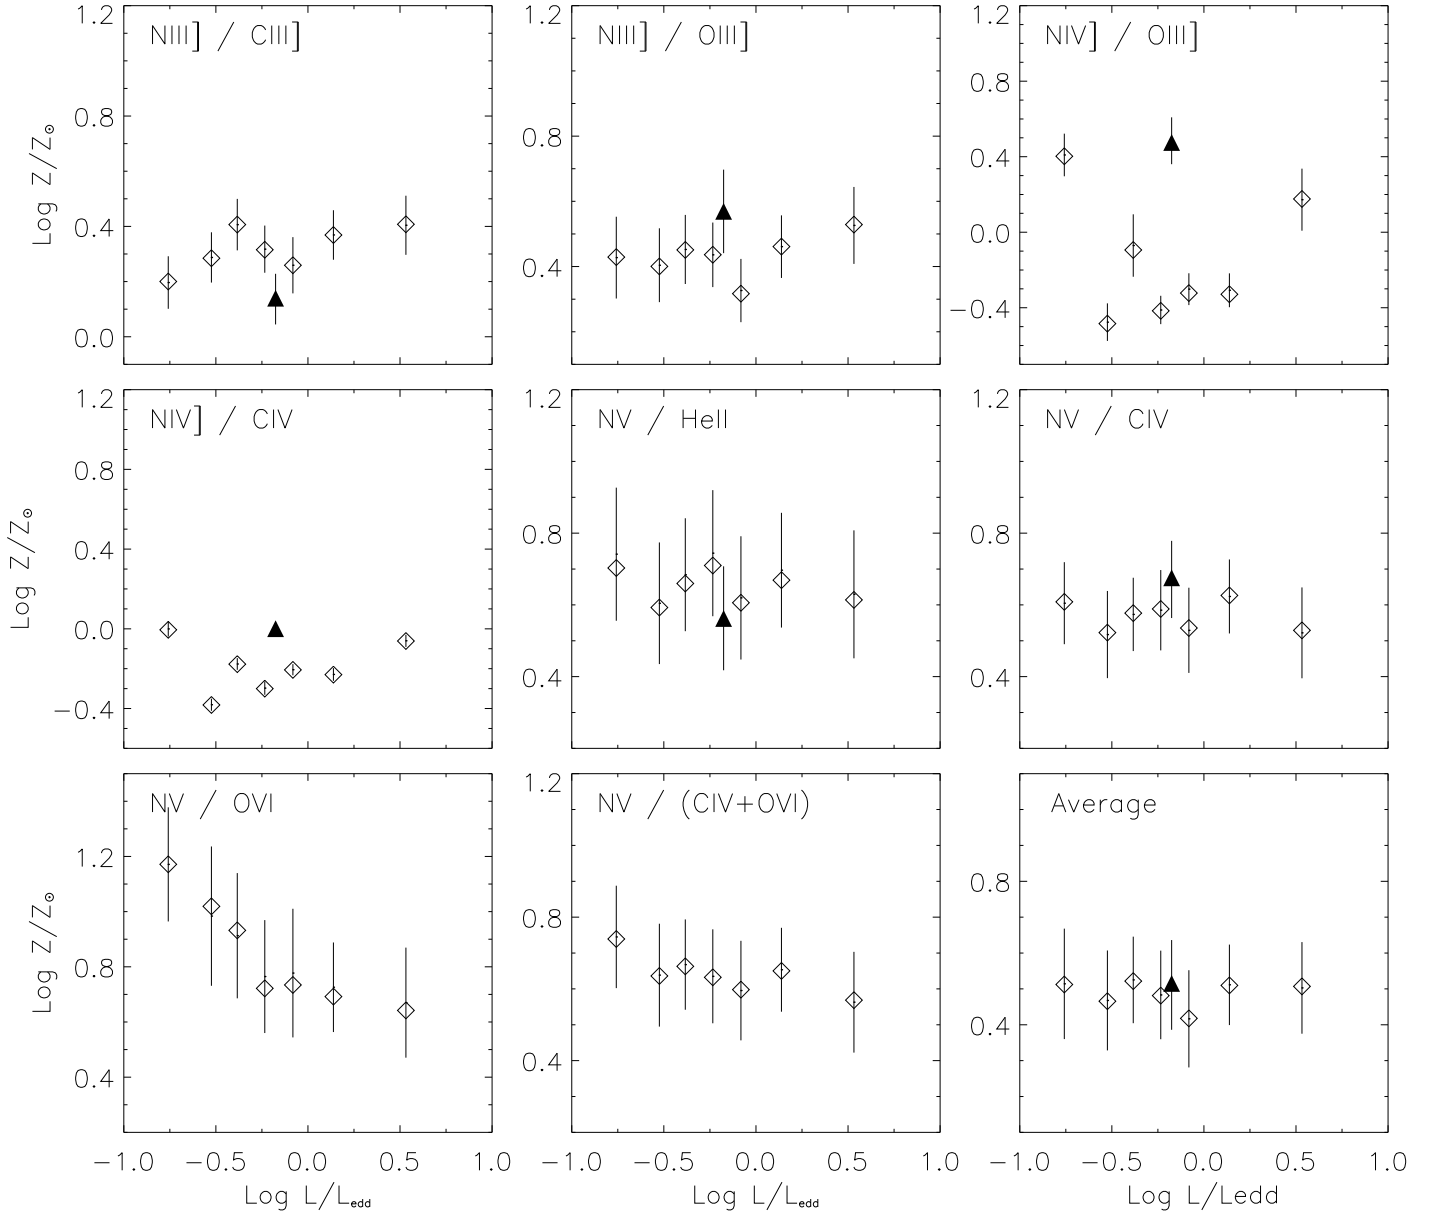 1.2
0.8
0.4
0.0
Log Z/Z⊙
NIII] / CIII]
1.2
0.8
0.4
NIII] / OIII]
1.2
0.8
0.4
0.0
−0.4
NIV] / OIII]
1.2
0.8
0.4
0.0
−0.4
Log Z/Z⊙
NIV] / CIV
1.2
0.8
0.4
NV / HeII
1.2
0.8
0.4
NV / CIV
1.2
0.8
0.4
Log Z/Z⊙
NV / OVI
1.2
0.8
0.4
NV / (CIV+OVI)
1.2
0.8
0.4
Average
−1.0 −0.5 0.0 0.5 1.0
Log L/Ledd
−1.0 −0.5 0.0 0.5 1.0
Log L/Ledd
−1.0 −0.5 0.0 0.5 1.0
Log L/Ledd